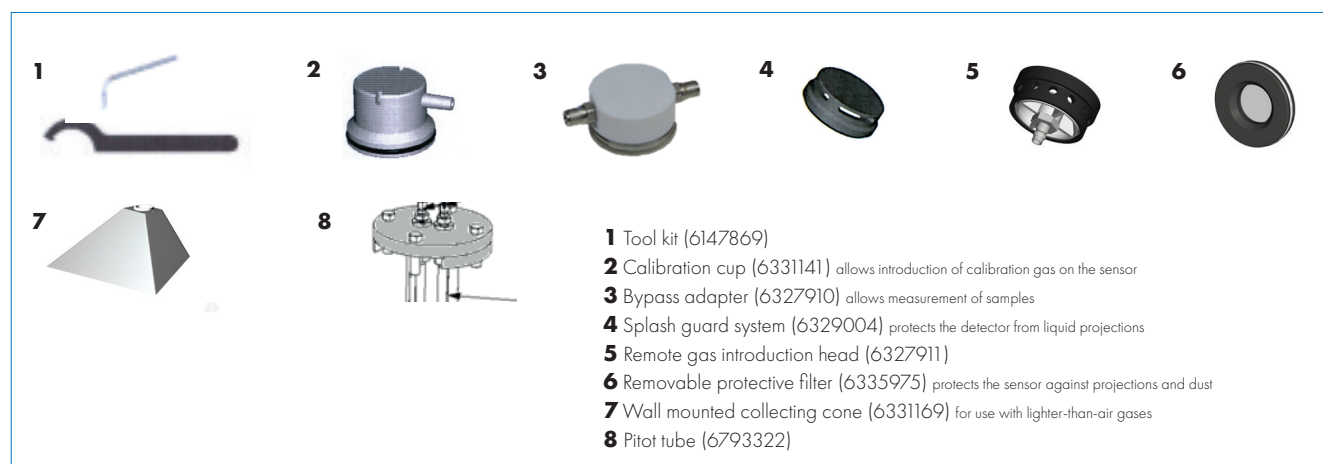 1
2
3
4
5
6
7
8
1 Tool kit (6147869)
2 Calibration cup (6331141) allows introduction of calibration gas on the sensor
3 Bypass adapter (6327910) allows measurement of samples
4 Splash guard system (6329004) protects the detector from liquid projections
5 Remote gas introduction head (6327911)
6 Removable protective filter (6335975) protects the sensor against projections and dust
7 Wall mounted collecting cone (6331169) for use with lighter-than-air gases
8 Pitot tube (6793322)